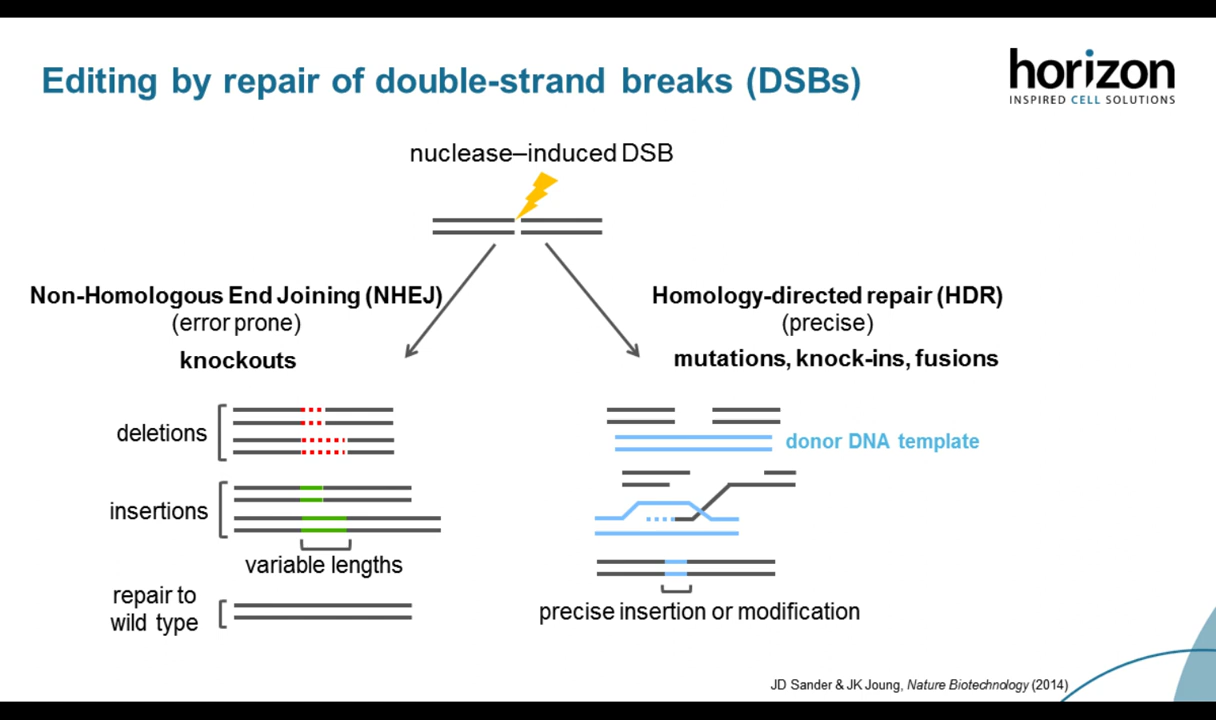 Editing by repair of double-strand breaks (DSBs)
horizon
INSPIRED CELL SOLUTIONS
nuclease–induced DSB
Non-Homologous End Joining (NHEJ)
(error prone)
knockouts
deletions
insertions
variable lengths
repair to
wild type
Homology-directed repair (HDR)
(precise)
mutations, knock-ins, fusions
donor DNA template
precise insertion or modification
JD Sander & JK Joung, Nature Biotechnology (2014)